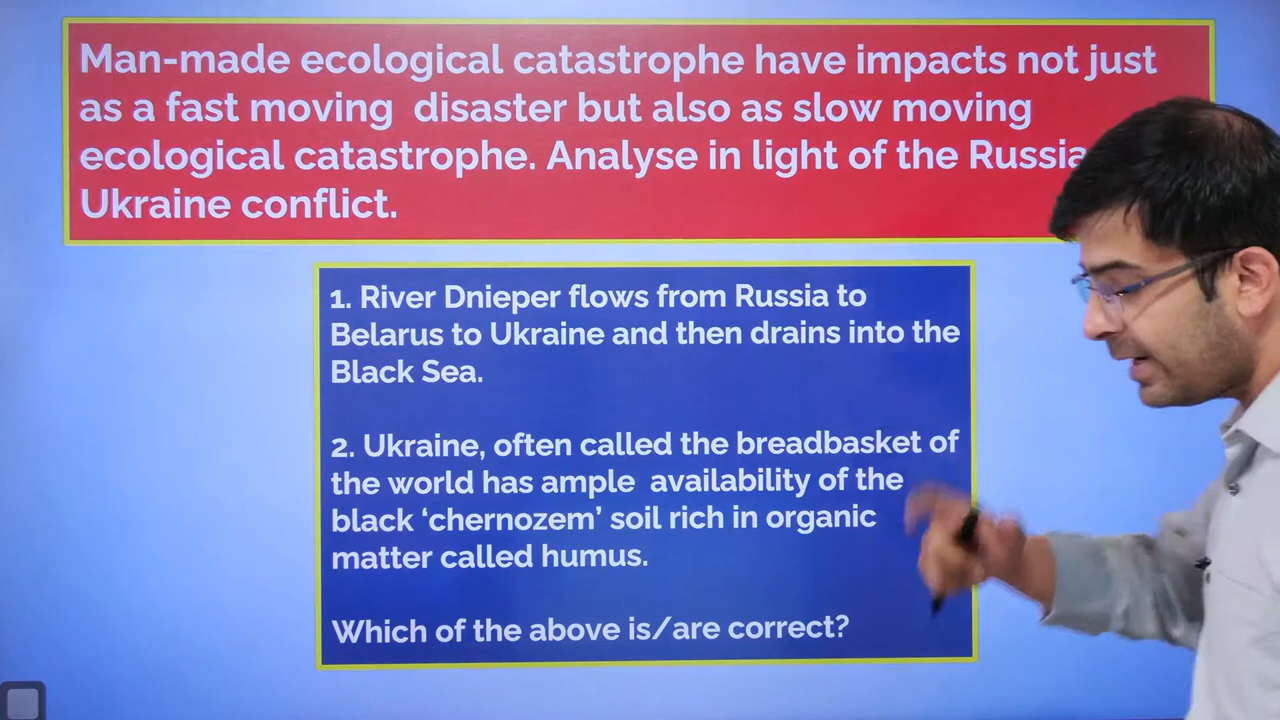 Man-made ecological catastrophe have impacts not just
as a fast moving disaster but also as slow moving
ecological catastrophe. Analyse in light of the Russia
Ukraine conflict.
1. River Dnieper flows from Russia to
Belarus to Ukraine and then drains into the
Black Sea.
2. Ukraine, often called the breadbasket of
the world has ample availability of the
black ‘chernozem’ soil rich in organic
matter called humus.
Which of the above is/are correct?